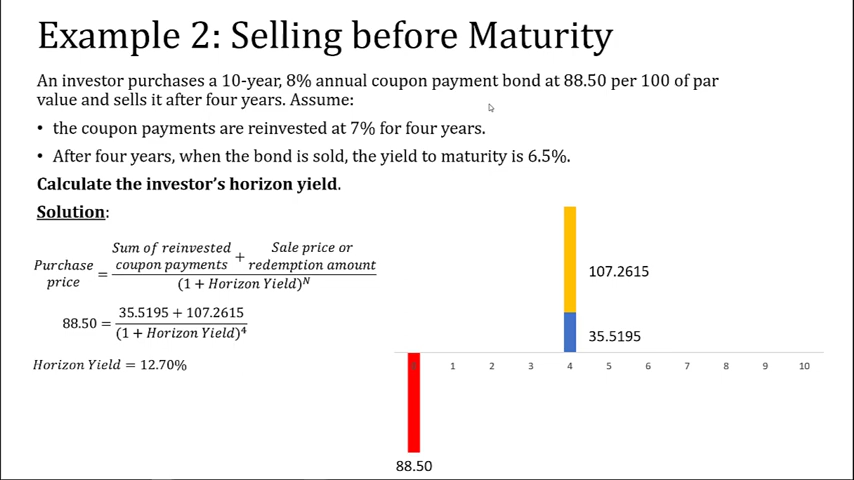 Example 2: Selling before Maturity
An investor purchases a 10-year, 8% annual coupon payment bond at 88.50 per 100 of par
value and sells it after four years. Assume:
• the coupon payments are reinvested at 7% for four years.
• After four years, when the bond is sold, the yield to maturity is 6.5%.
Calculate the investor's horizon yield.
Solution:
Purchase price = (Sum of reinvested coupon payments + Sale price or redemption amount) / (1 + Horizon Yield)^N
88.50 = (35.5195 + 107.2615) / (1 + Horizon Yield)^4
Horizon Yield = 12.70%
107.2615
35.5195
1 2 3 4 5 6 7 8 9 10
88.50